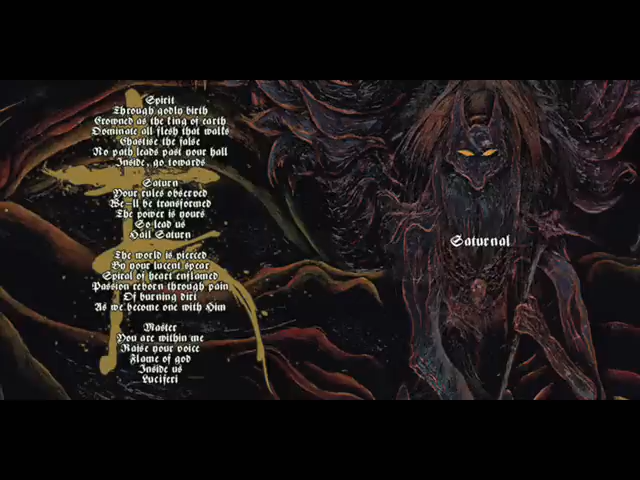 Spirit
Through godly birth
Crowned as the king of earth
Dominate all flesh that walks
Chastise the false
No path leads past your hall
Inside, go towards
Saturn
Your rules observed
We-ll be transformed
The power is yours
So lead us
Hail Saturn
The world is pierced
By your lucent spear
Spiral of heart enflamed
Passion reborn through pain
Of burning dirt
As we become one with Him
Master
You are within me
Raise your voice
Flame of god
Inside us
Luciferi
Saturnal